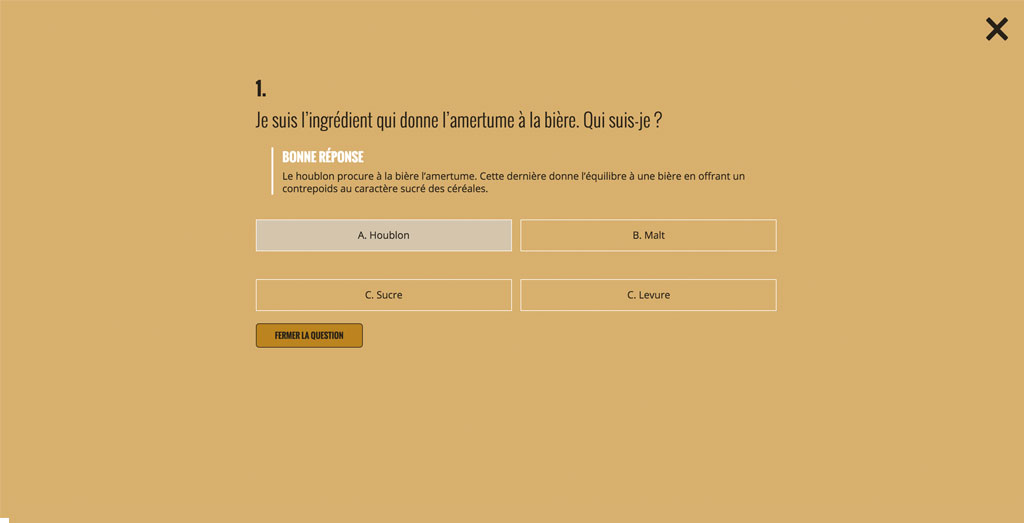 1.
Je suis l’ingrédient qui donne l’amertume à la bière. Qui suis-je ?
BONNE RÉPONSE
Le houblon procure à la bière l’amertume. Cette dernière donne l’équilibre à une bière en offrant un
contrepoids au caractère sucré des céréales.
A. Houblon
B. Malt
C. Sucre
C. Levure
FERMER LA QUESTION